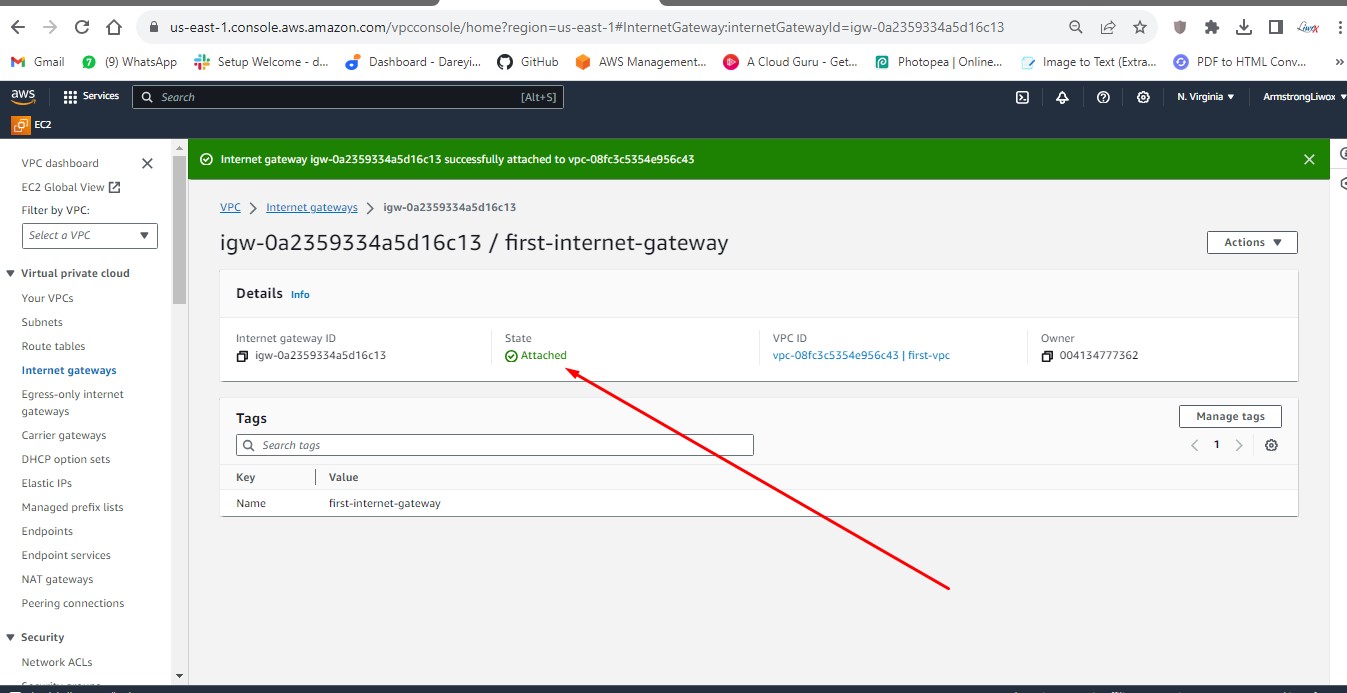 us-east-1.console.aws.amazon.com/vpcconsole/home?region=us-east-1#InternetGateway:internetGatewayId=igw-0a2359334a5d16c13
Gmail (9) WhatsApp Setup Welcome - d... Dashboard - Dareyi... GitHub AWS Management... A Cloud Guru - Get... Photopea | Online... Image to Text (Extra... PDF to HTML Conv... »
aws Services Search [Alt+S] N. Virginia ArmstrongLiwox
EC2
VPC dashboard
EC2 Global View
Filter by VPC:
Select a VPC
Virtual private cloud
Your VPCs
Subnets
Route tables
Internet gateways
Egress-only internet
gateways
Carrier gateways
DHCP option sets
Elastic IPs
Managed prefix lists
Endpoints
Endpoint services
NAT gateways
Peering connections
Security
Network ACLs
Internet gateway igw-0a2359334a5d16c13 successfully attached to vpc-08fc3c5354e956c43
VPC Internet gateways igw-0a2359334a5d16c13
igw-0a2359334a5d16c13 / first-internet-gateway
Actions
Details Info
Internet gateway ID
igw-0a2359334a5d16c13
State
Attached
VPC ID
vpc-08fc3c5354e956c43 | first-vpc
Owner
004134777362
Tags
Manage tags
Search tags
1
Key Value
Name first-internet-gateway